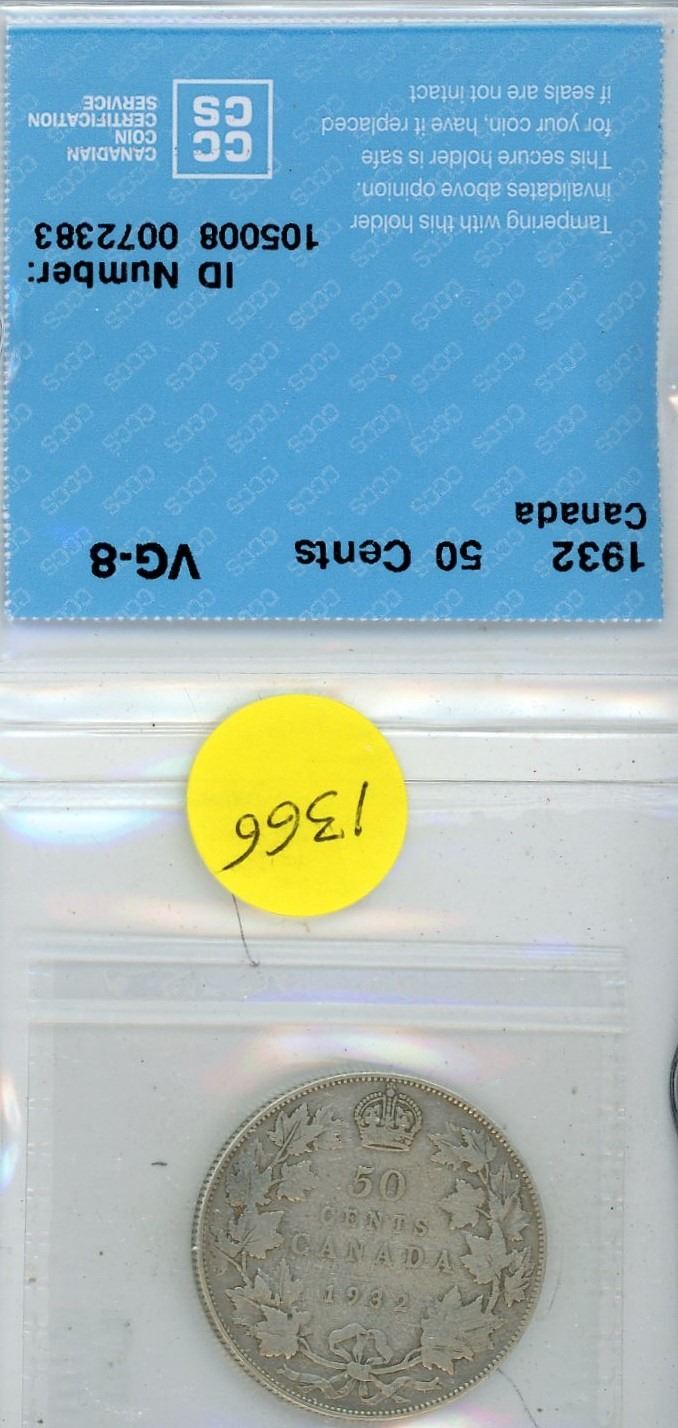 1932 50 Cents VG-8
Canada
ID Number:
105008 0072383
Tampering with this holder
invalidates above opinion.
This secure holder is safe
for your coin, have it replaced
if seals are not intact
CC
CS
CANADIAN
COIN
CERTIFICATION
SERVICE
1366
50
CENTS
CANADA
1932